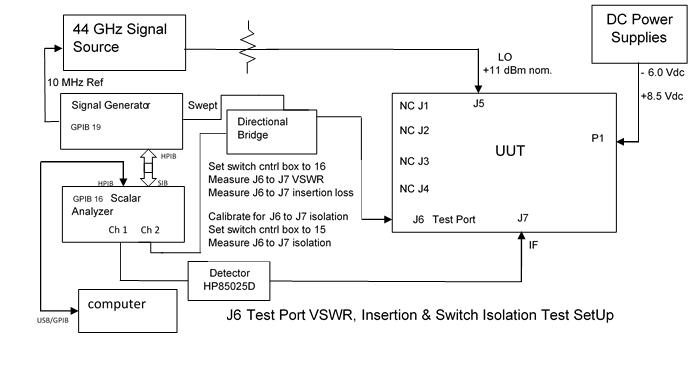 44 GHz Signal
Source
DC Power
Supplies
LO
+11 dBm nom.
- 6.0 Vdc
+8.5 Vdc
10 MHz Ref
Signal Generator
GPIB 19
Swept
Directional
Bridge
NC J1
J5
NC J2
UUT
P1
NC J3
NC J4
J6 Test Port
J7
IF
HPIB
HPIB
SIB
Set switch cntrl box to 16
Measure J6 to J7 VSWR
Measure J6 to J7 insertion loss
Calibrate for J6 to J7 isolation
Set switch cntrl box to 15
Measure J6 to J7 isolation
GPIB 16 Scalar
Analyzer
Ch 1 Ch 2
Detector
HP85025D
computer
USB/GPIB
J6 Test Port VSWR, Insertion & Switch Isolation Test SetUp